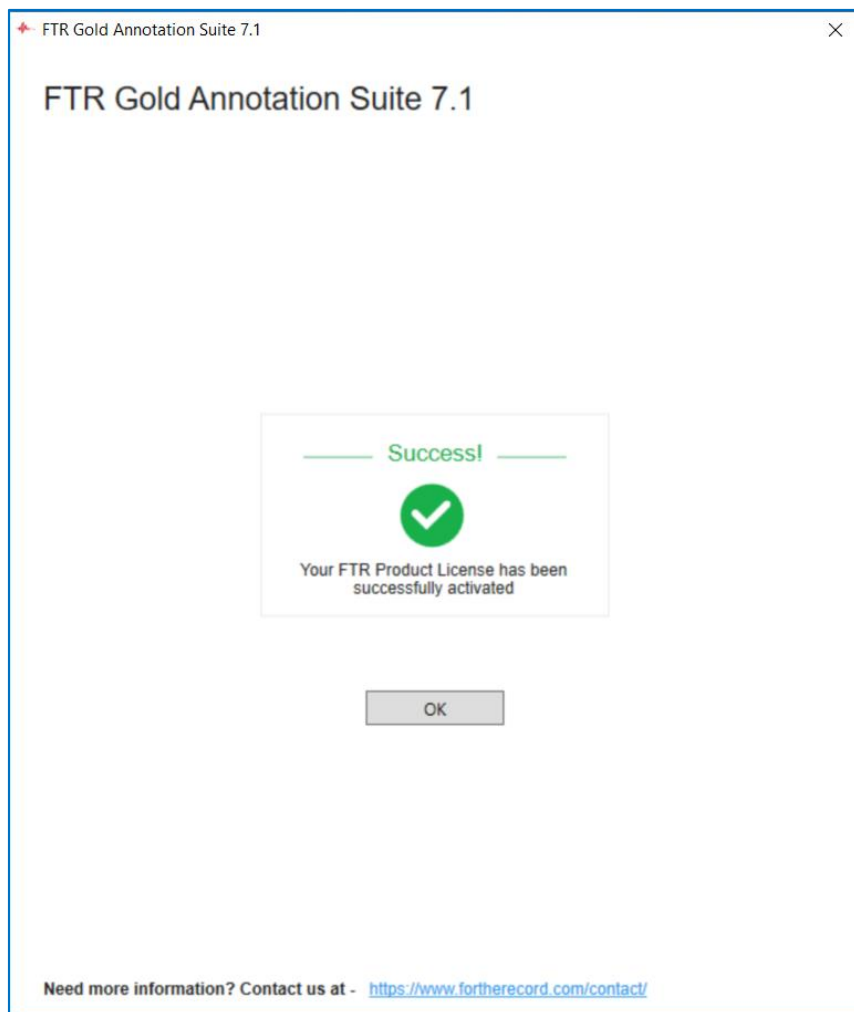 FTR Gold Annotation Suite 7.1
FTR Gold Annotation Suite 7.1
Success!
Your FTR Product License has been
successfully activated
OK
Need more information? Contact us at - https://www.fortherecord.com/contact/